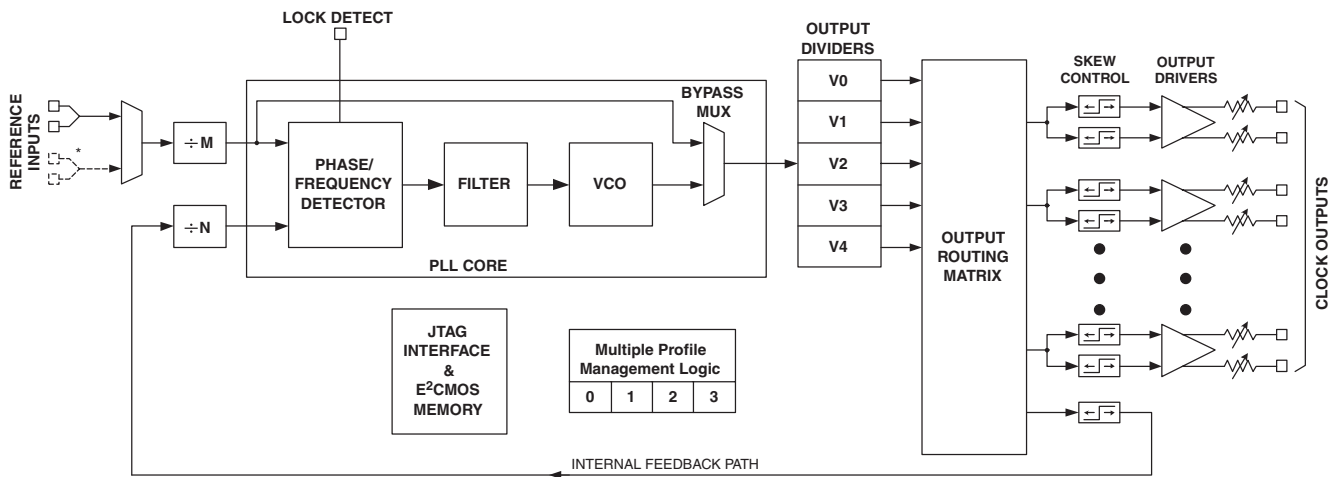 LOCK DETECT
OUTPUT
DIVIDERS
SKEW
CONTROL
OUTPUT
DRIVERS
BYPASS
MUX
V0
V1
V2
V3
V4
REFERENCE
INPUTS
*
÷M
÷N
PHASE/
FREQUENCY
DETECTOR
FILTER
VCO
PLL CORE
OUTPUT
ROUTING
MATRIX
CLOCK OUTPUTS
JTAG
INTERFACE
&
E²CMOS
MEMORY
Multiple Profile
Management Logic
0 1 2 3
INTERNAL FEEDBACK PATH